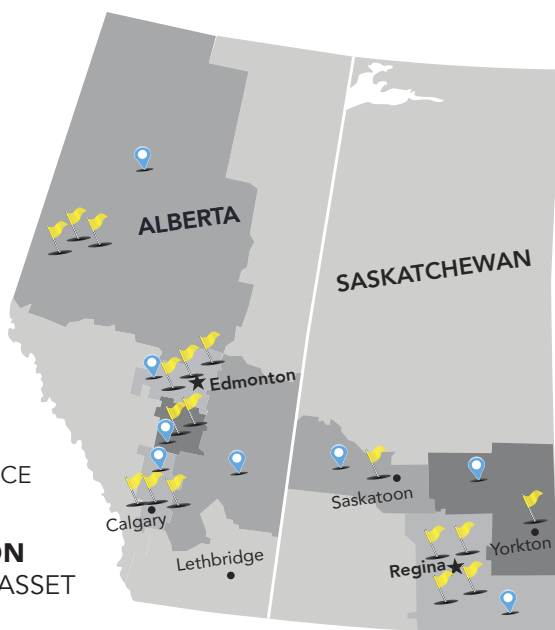 ALBERTA
SASKATCHEWAN
Edmonton
CE
Saskatoon
Calgary
Yorkton
ON
Lethbridge
Regina
ASSET